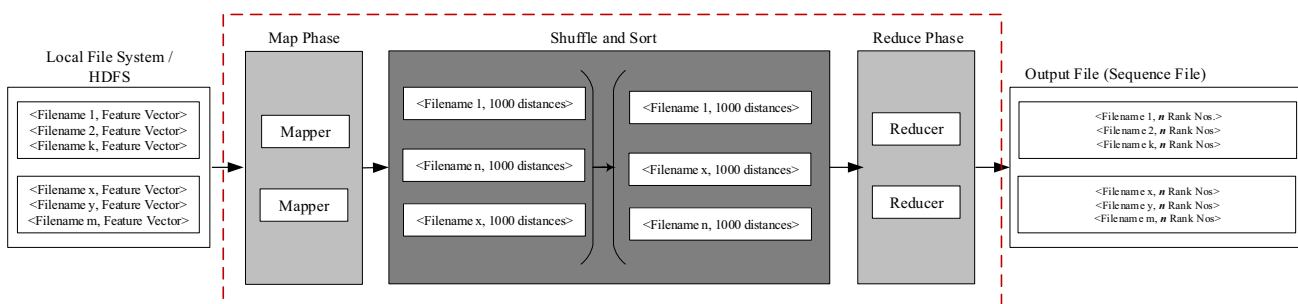 Local File System /
HDFS
<Filename 1, Feature Vector>
<Filename 2, Feature Vector>
<Filename k, Feature Vector>
<Filename x, Feature Vector>
<Filename y, Feature Vector>
<Filename m, Feature Vector>
Map Phase
Mapper
Mapper
Shuffle and Sort
<Filename 1, 1000 distances>
<Filename n, 1000 distances>
<Filename x, 1000 distances>
<Filename 1, 1000 distances>
<Filename x, 1000 distances>
<Filename n, 1000 distances>
Reduce Phase
Reducer
Reducer
Output File (Sequence File)
<Filename 1, n Rank Nos.>
<Filename 2, n Rank Nos>
<Filename k, n Rank Nos>
<Filename x, n Rank Nos>
<Filename y, n Rank Nos>
<Filename m, n Rank Nos>